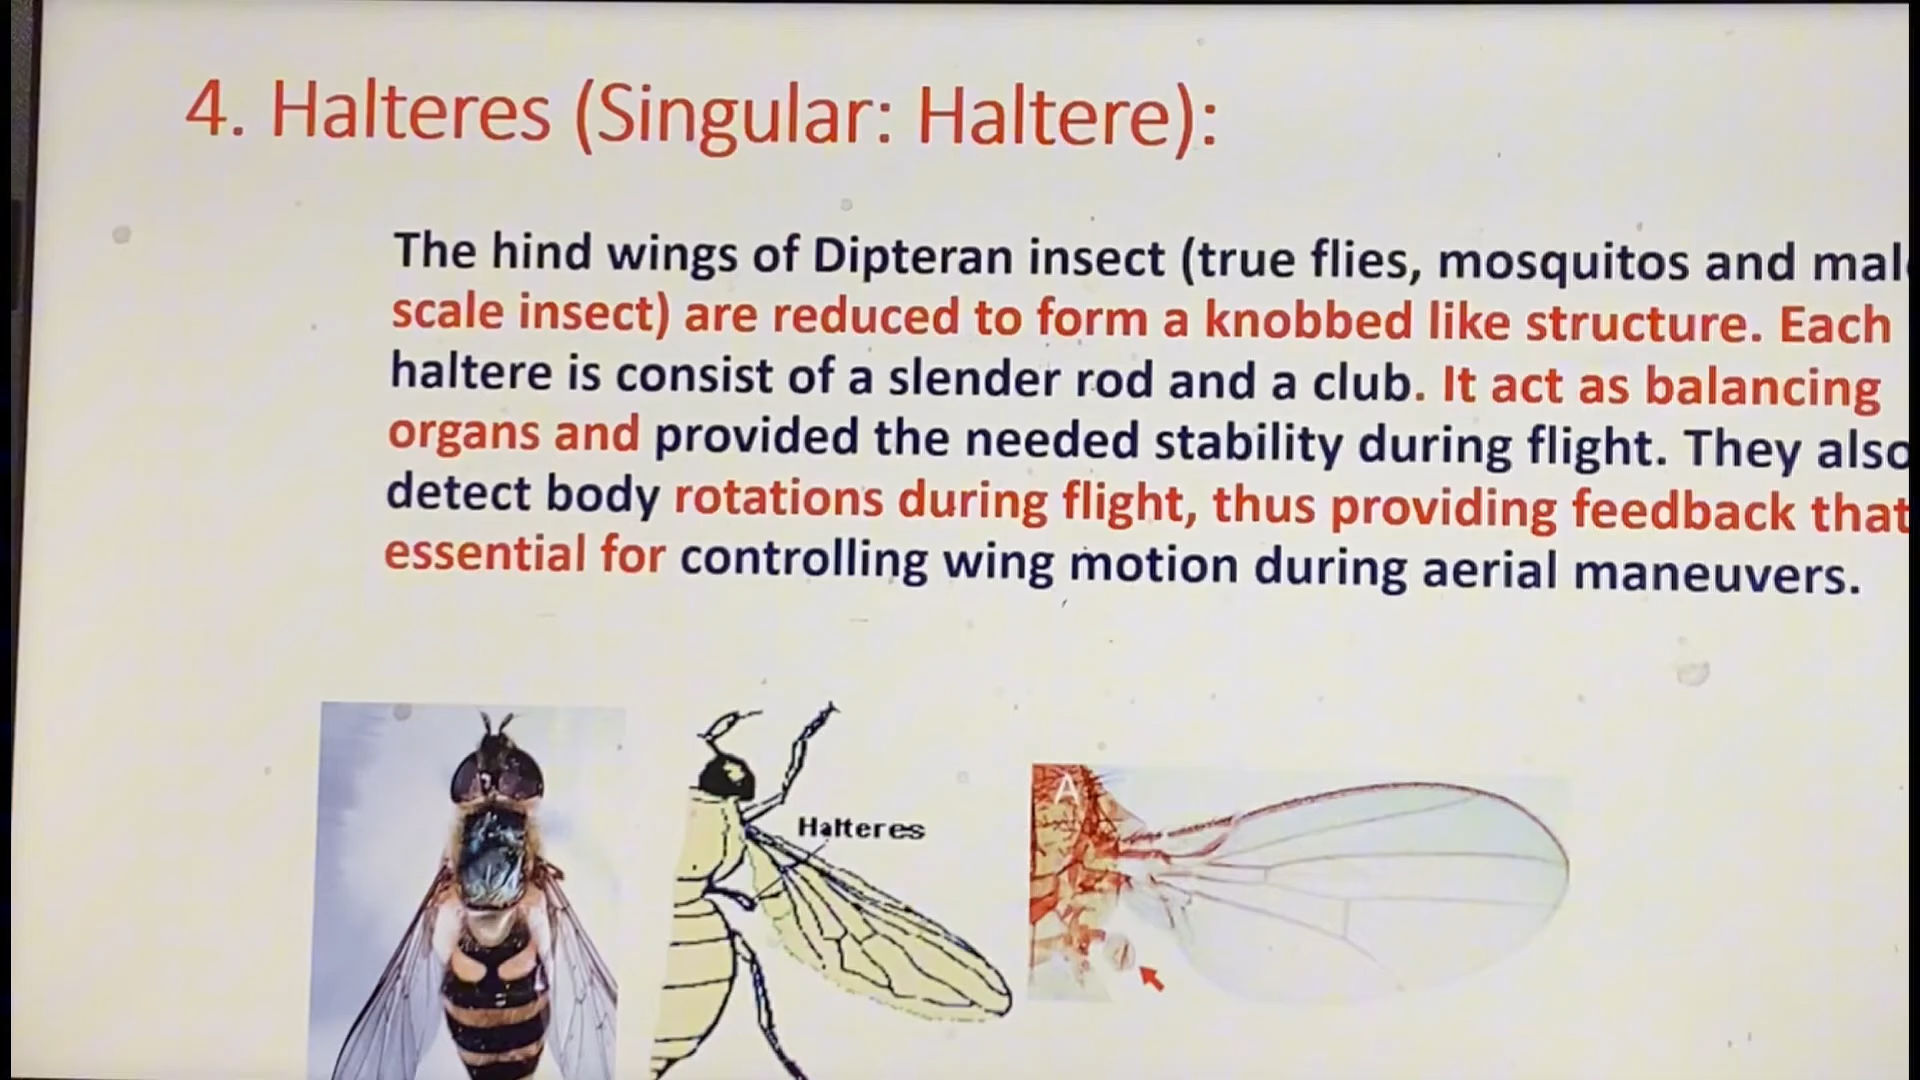 4. Halteres (Singular: Haltere):
The hind wings of Dipteran insect (true flies, mosquitos and mal
scale insect) are reduced to form a knobbed like structure. Each
haltere is consist of a slender rod and a club. It act as balancing
organs and provided the needed stability during flight. They also
detect body rotations during flight, thus providing feedback that
essential for controlling wing motion during aerial maneuvers.
Halteres
A